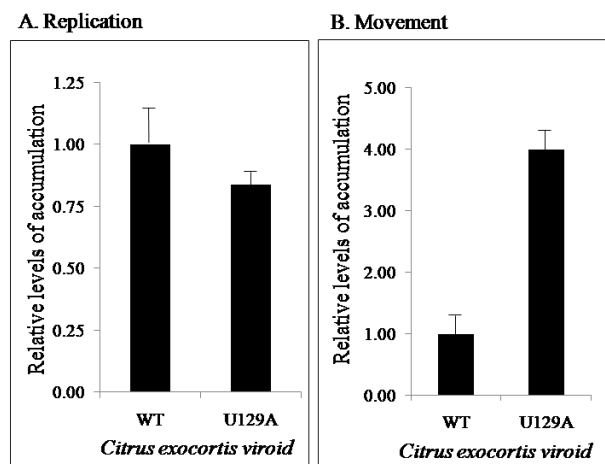 A. Replication
Relative levels of accumulation
1.25
1.00
0.75
0.50
0.25
0.00
WT U129A
Citrus exocortis viroid
B. Movement
Relative levels of accumulation
5.00
4.00
3.00
2.00
1.00
0.00
WT U129A
Citrus exocortis viroid